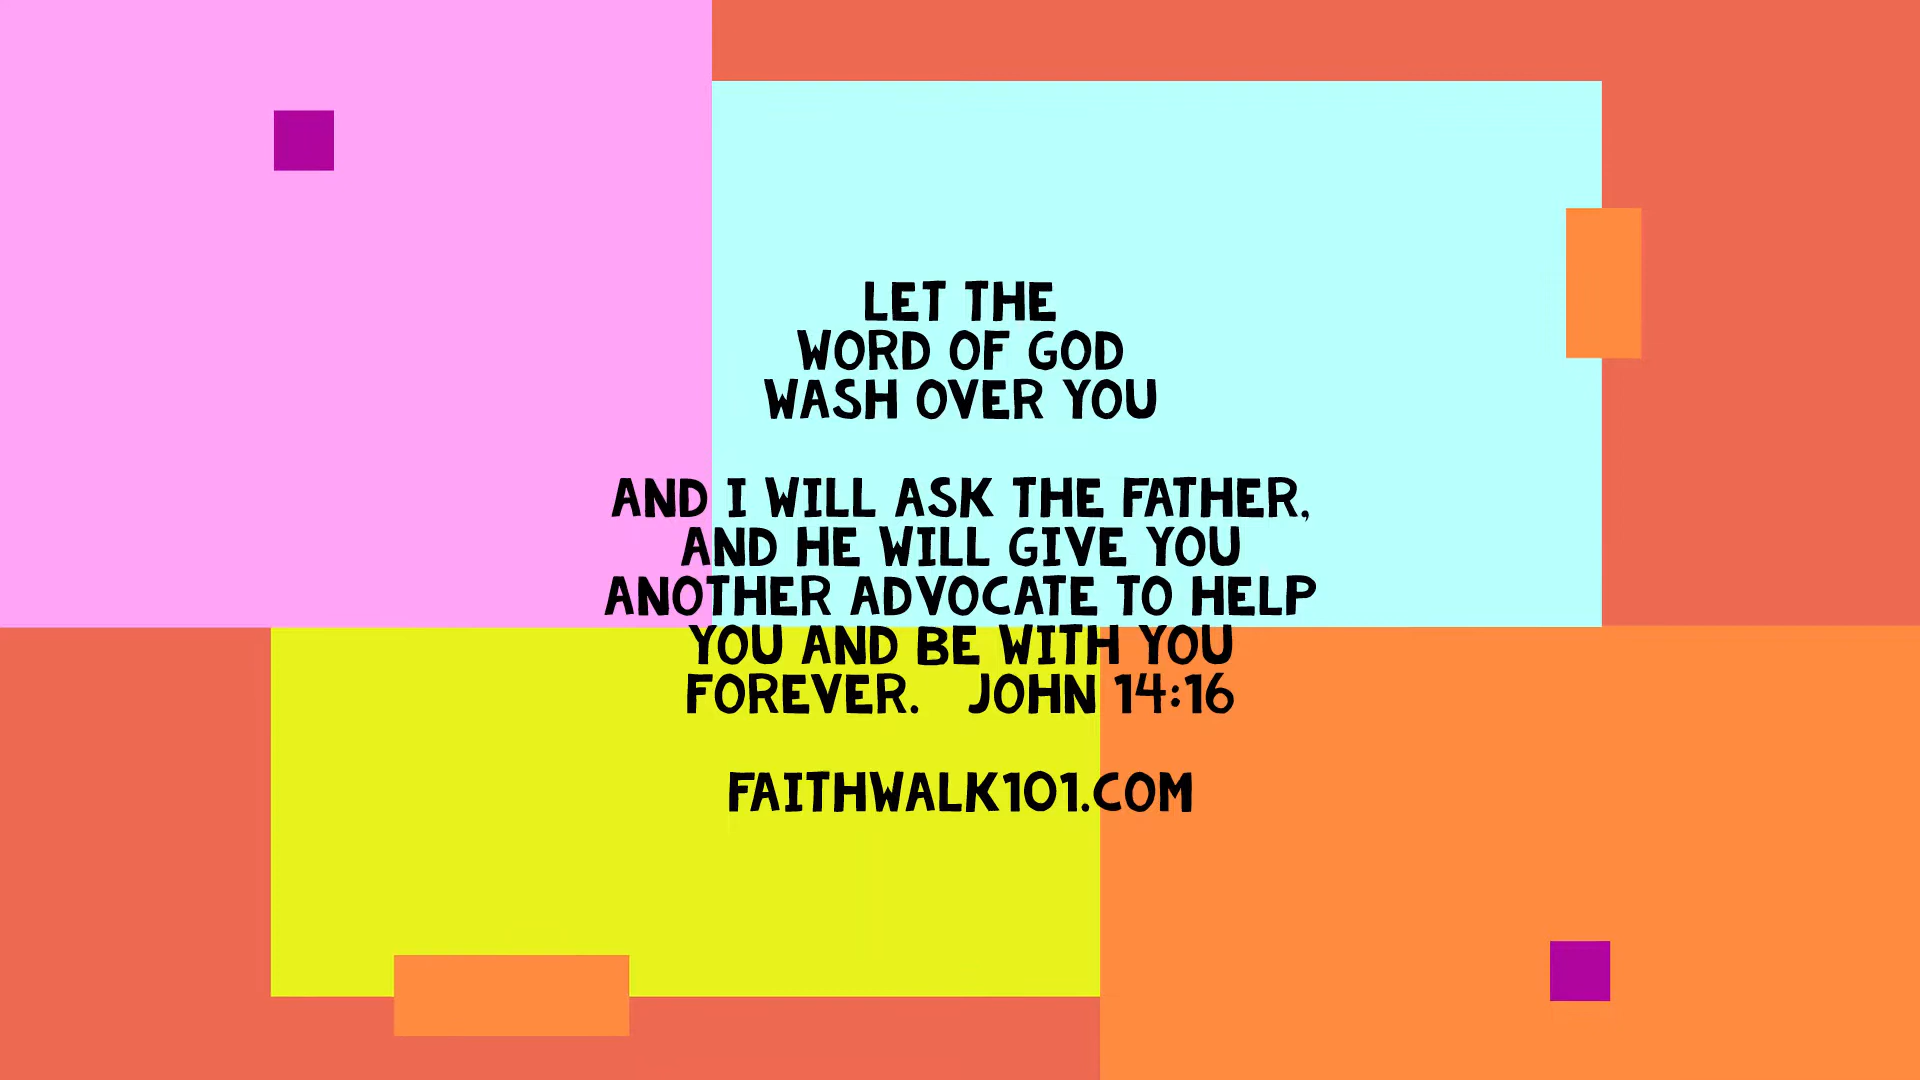 LET THE
WORD OF GOD
WASH OVER YOU
AND I WILL ASK THE FATHER,
AND HE WILL GIVE YOU
ANOTHER ADVOCATE TO HELP
YOU AND BE WITH YOU
FOREVER. JOHN 14:16
FAITHWALK101.COM